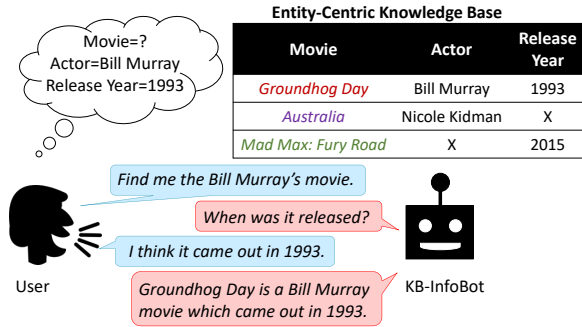 Entity-Centric Knowledge Base
Movie=?
Actor=Bill Murray
Release Year=1993
Movie Actor Release Year
Groundhog Day Bill Murray 1993
Australia Nicole Kidman X
Mad Max: Fury Road X 2015
Find me the Bill Murray's movie.
When was it released?
I think it came out in 1993.
Groundhog Day is a Bill Murray
movie which came out in 1993.
User
KB-InfoBot